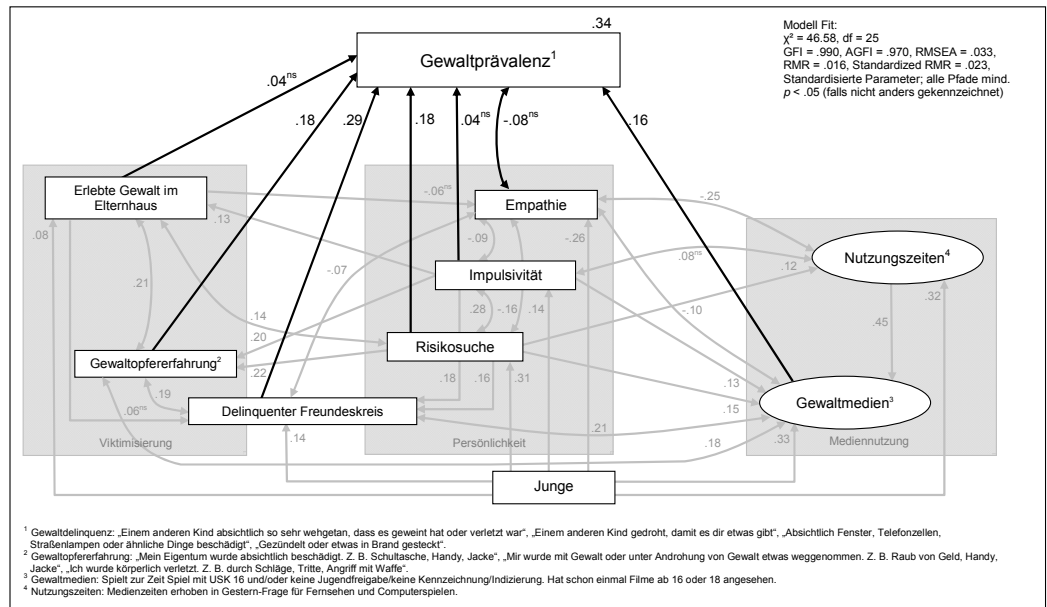 .34
Gewaltprävalenz¹
Modell Fit:
χ² = 46.58, df = 25
GFI = .990, AGFI = .970, RMSEA = .033,
RMR = .016, Standardized RMR = .023,
Standardisierte Parameter; alle Pfade mind.
p < .05 (falls nicht anders gekennzeichnet)
.04ⁿˢ
.18
.29
.18
.04ⁿˢ
-.08ⁿˢ
.16
Erlebte Gewalt im
Elternhaus
-.06ⁿˢ
Empathie
-.25
.08
.13
-.09
-.26
Nutzungszeiten⁴
-.07
Impulsivität
.08ⁿˢ
.12
.21
.32
.28
-.16
.14
-.10
.14
.45
.20
Risikosuche
Gewaltopfererfahrung²
.22
.18
.16
.31
.13
.19
.06ⁿˢ
Delinquenter Freundeskreis
.15
Gewaltmedien³
.21
Viktimisierung
.14
Persönlichkeit
.18
.33
Mediennutzung
Junge
¹ Gewaltdelinquenz: „Einem anderen Kind absichtlich so sehr wehgetan, dass es geweint hat oder verletzt war“, „Einem anderen Kind gedroht, damit es dir etwas gibt“, „Absichtlich Fenster, Telefonzellen,
Straßenlampen oder ähnliche Dinge beschädigt“, „Gezündelt oder etwas in Brand gesteckt“.
² Gewaltopfererfahrung: „Mein Eigentum wurde absichtlich beschädigt. Z. B. Schultasche, Handy, Jacke“, „Mir wurde mit Gewalt oder unter Androhung von Gewalt etwas weggenommen. Z. B. Raub von Geld, Handy,
Jacke“, „Ich wurde körperlich verletzt. Z. B. durch Schläge, Tritte, Angriff mit Waffe“.
³ Gewaltmedien: Spielt zur Zeit Spiel mit USK 16 und/oder keine Jugendfreigabe/keine Kennzeichnung/Indizierung. Hat schon einmal Filme ab 16 oder 18 angesehen.
⁴ Nutzungszeiten: Medienzeiten erhoben in Gestern-Frage für Fernsehen und Computerspielen.